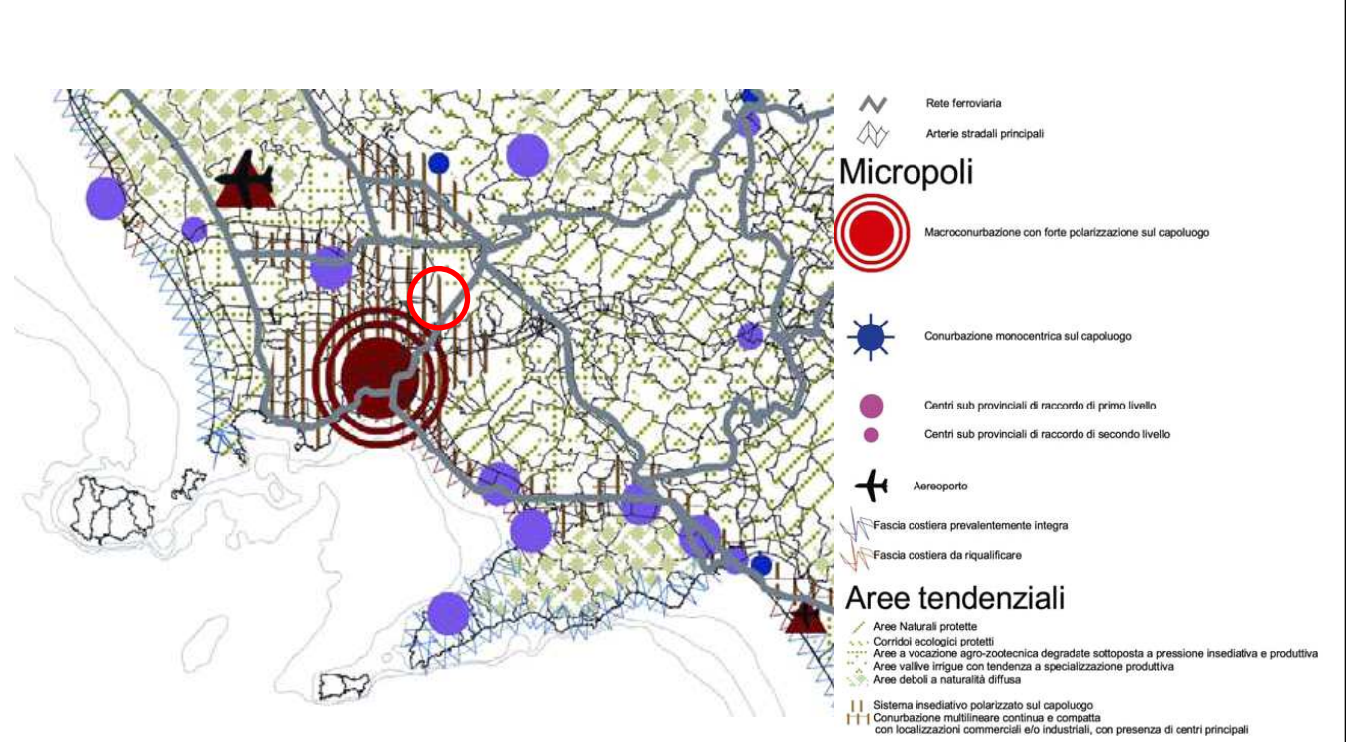 Rete ferroviaria
Arterie stradali principali
Micropoli
Macroconurbazione con forte polarizzazione sul capoluogo
Conurbazione monocentrica sul capoluogo
Centri sub provinciali di raccordo di primo livello
Centri sub provinciali di raccordo di secondo livello
Aereoporto
Fascia costiera prevalentemente integra
Fascia costiera da riqualificare
Aree tendenziali
Aree Naturali protette
Corridoi ecologici protetti
Aree a vocazione agro-zootecnica degradate sottoposta a pressione insediativa e produttiva
Aree vallive irrigue con tendenza a specializzazione produttiva
Aree deboli a naturalità diffusa
Sistema insediativo polarizzato sul capoluogo
Conurbazione multilineare continua e compatta
con localizzazioni commerciali e/o industriali, con presenza di centri principali